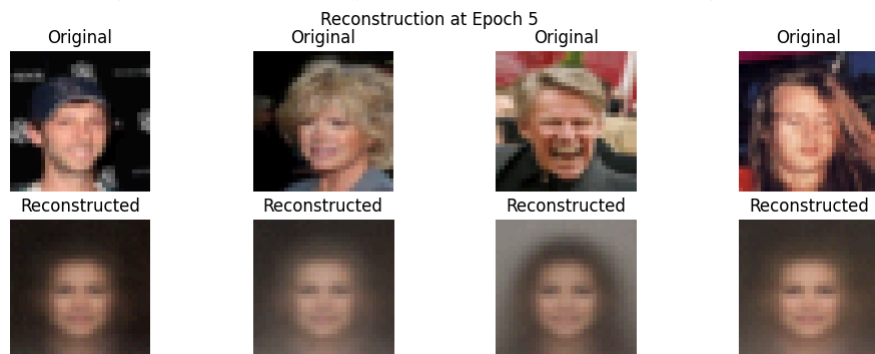 Reconstruction at Epoch 5
Original Original Original Original
Reconstructed Reconstructed Reconstructed Reconstructed